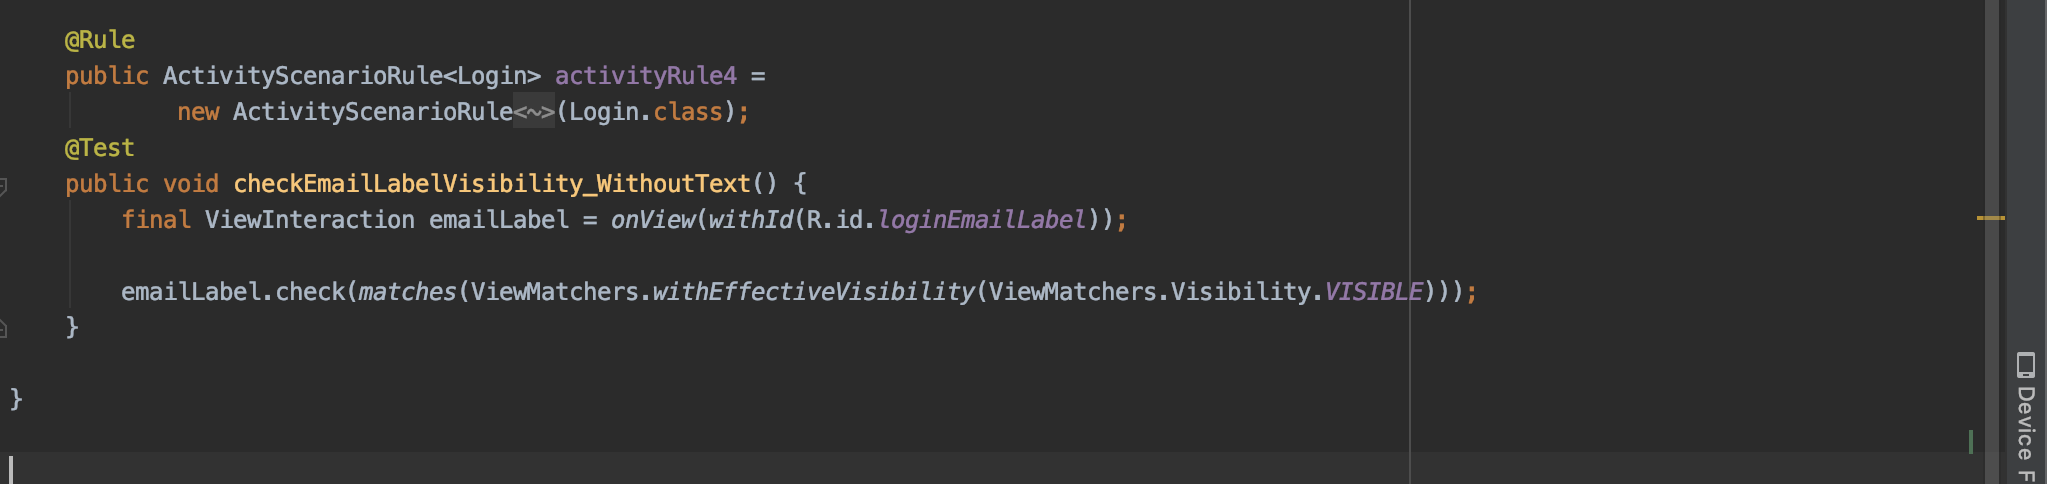 @Rule
public ActivityScenarioRule<Login> activityRule4 =
new ActivityScenarioRule<~>(Login.class);
@Test
public void checkEmailLabelVisibility_WithoutText() {
final ViewInteraction emailLabel = onView(withId(R.id.loginEmailLabel));
emailLabel.check(matches(ViewMatchers.withEffectiveVisibility(ViewMatchers.Visibility.VISIBLE)));
}
}
Device F